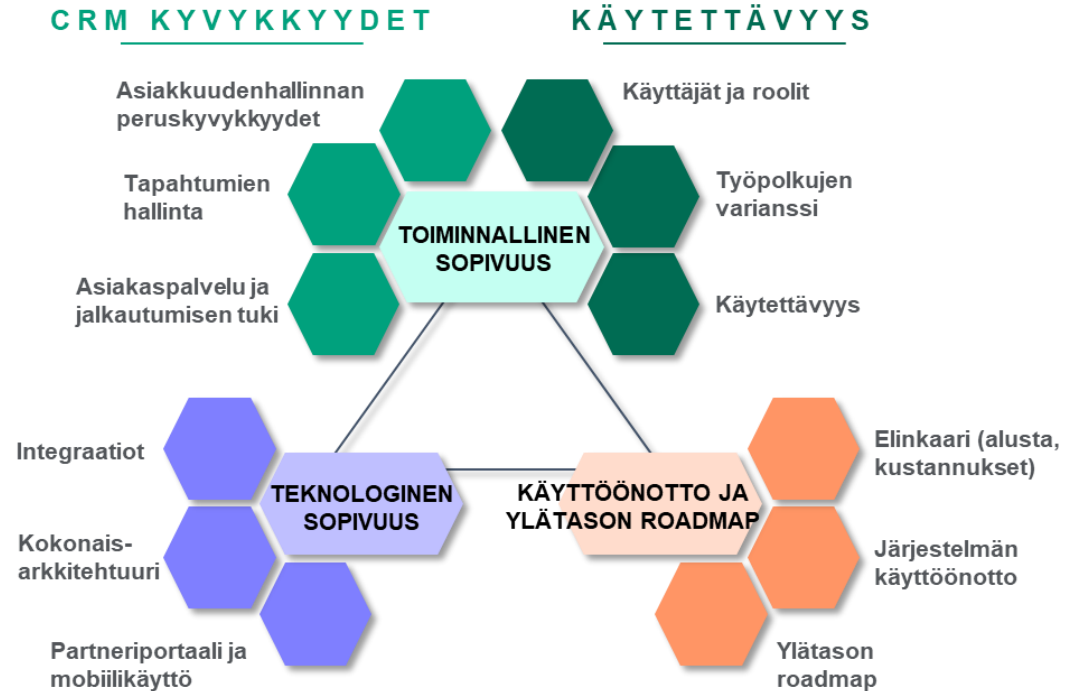 CRM KYVYKKYYDET
KÄYTETTÄVYYS
Asiakkuudenhallinnan
peruskyvykkyydet
Käyttäjät ja roolit
Tapahtumien
hallinta
Työpolkujen
varianssi
TOIMINNALLINEN
SOPIVUUS
Asiakaspalvelu ja
jalkautumisen tuki
Käytettävyys
Integraatiot
Elinkaari (alusta,
kustannukset)
TEKNOLOGINEN
SOPIVUUS
KÄYTTÖÖNOTTO JA
YLÄTASON ROADMAP
Kokonais-
arkkitehtuuri
Järjestelmän
käyttöönotto
Partneriportaali ja
mobiilikäyttö
Ylätason
roadmap